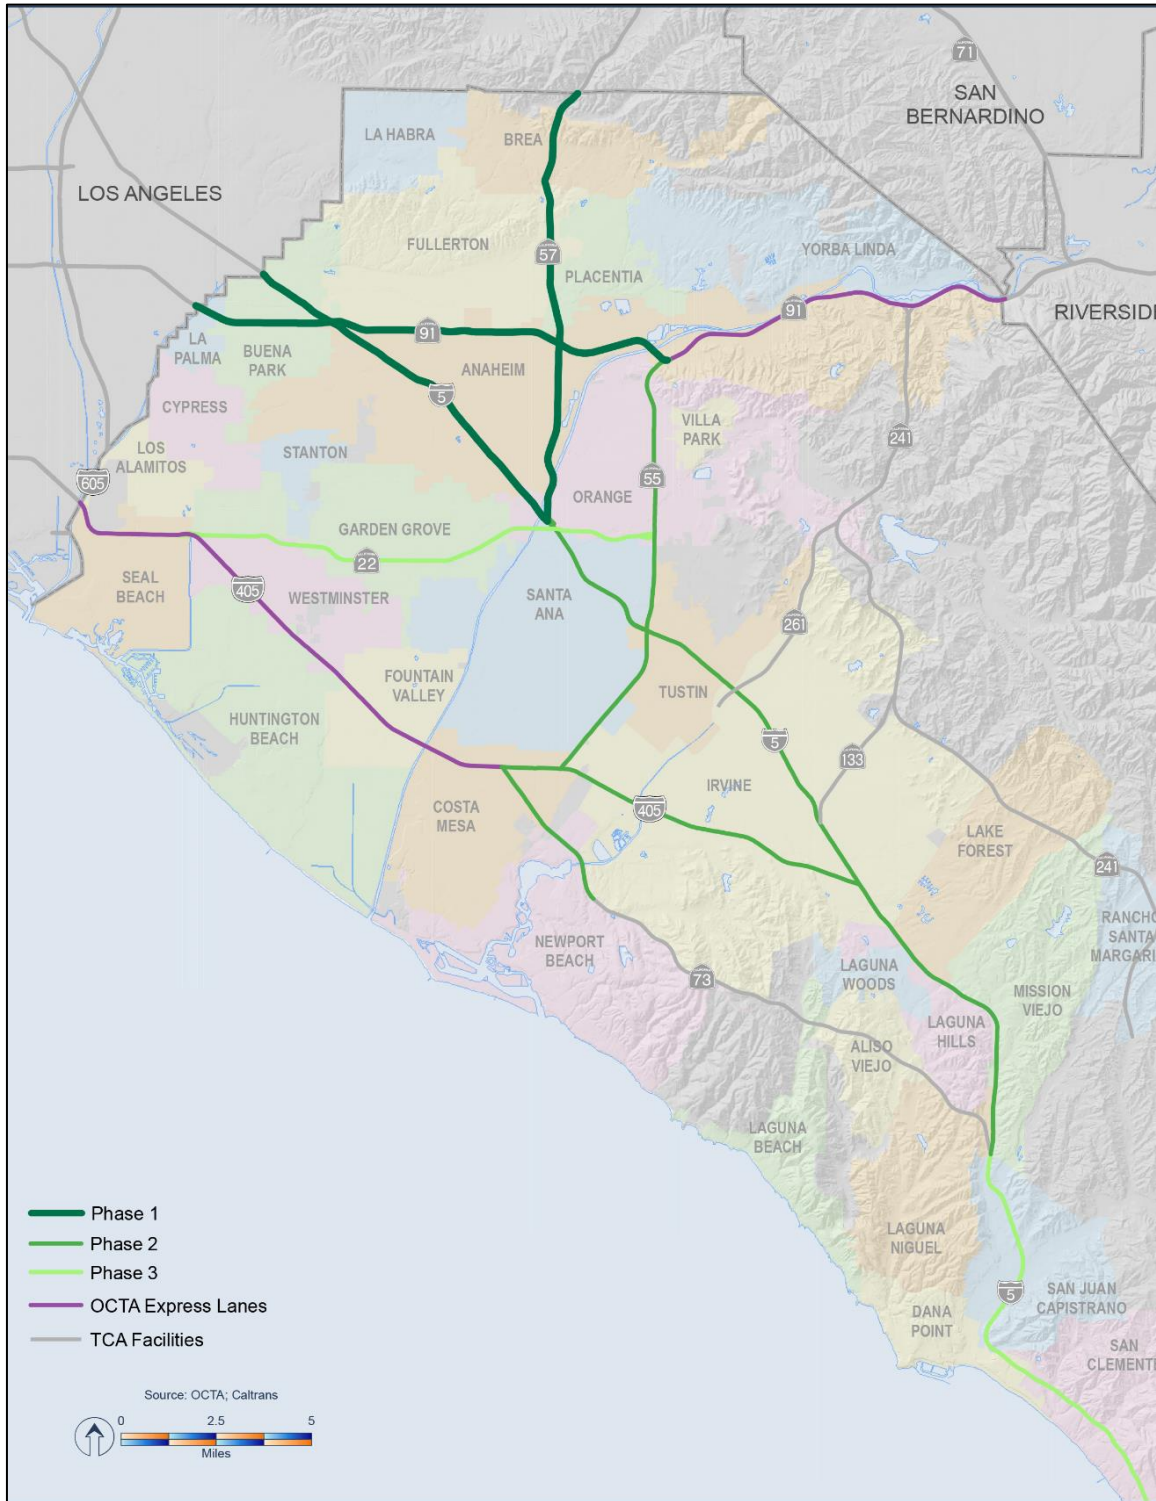 71
SAN
BERNARDINO
LA HABRA
BREA
LOS ANGELES
FULLERTON
57
PLACENTIA
YORBA LINDA
91
RIVERSIDE
LA
PALMA
BUENA
PARK
91
ANAHEIM
5
CYPRESS
VILLA
PARK
241
LOS
ALAMITOS
STANTON
605
ORANGE
55
GARDEN GROVE
22
SEAL
BEACH
405
WESTMINSTER
SANTA
ANA
261
FOUNTAIN
VALLEY
TUSTIN
HUNTINGTON
BEACH
5
133
IRVINE
COSTA
MESA
405
LAKE
FOREST
241
RANCHO
SANTA
MARGARI
NEWPORT
BEACH
73
LAGUNA
WOODS
MISSION
VIEJO
LAGUNA
HILLS
ALISO
VIEJO
LAGUNA
BEACH
LAGUNA
NIGUEL
5
SAN JUAN
CAPISTRANO
DANA
POINT
SAN
CLEMENTE
Phase 1
Phase 2
Phase 3
OCTA Express Lanes
TCA Facilities
Source: OCTA; Caltrans
0 2.5 5
Miles